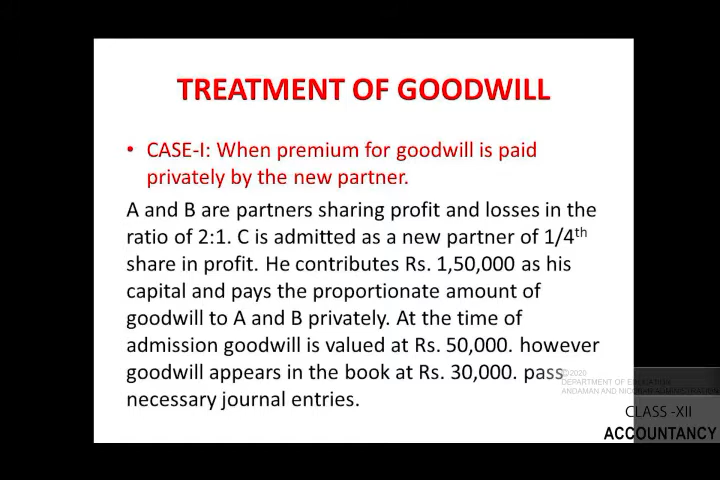 TREATMENT OF GOODWILL
• CASE-I: When premium for goodwill is paid
privately by the new partner.
A and B are partners sharing profit and losses in the
ratio of 2:1. C is admitted as a new partner of 1/4th
share in profit. He contributes Rs. 1,50,000 as his
capital and pays the proportionate amount of
goodwill to A and B privately. At the time of
admission goodwill is valued at Rs. 50,000. however
goodwill appears in the book at Rs. 30,000. pass
necessary journal entries.
©2020
DEPARTMENT OF EDUCATION
ANDAMAN AND NICOBAR ADMINISTRATION
CLASS -XII
ACCOUNTANCY